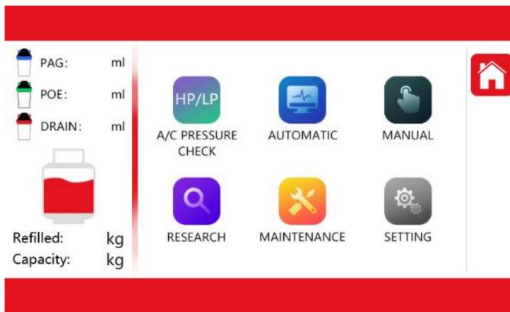 PAG: ml
POE: ml
DRAIN: ml
Refilled: kg
Capacity: kg
HP/LP
A/C PRESSURE
CHECK
AUTOMATIC
MANUAL
RESEARCH
MAINTENANCE
SETTING